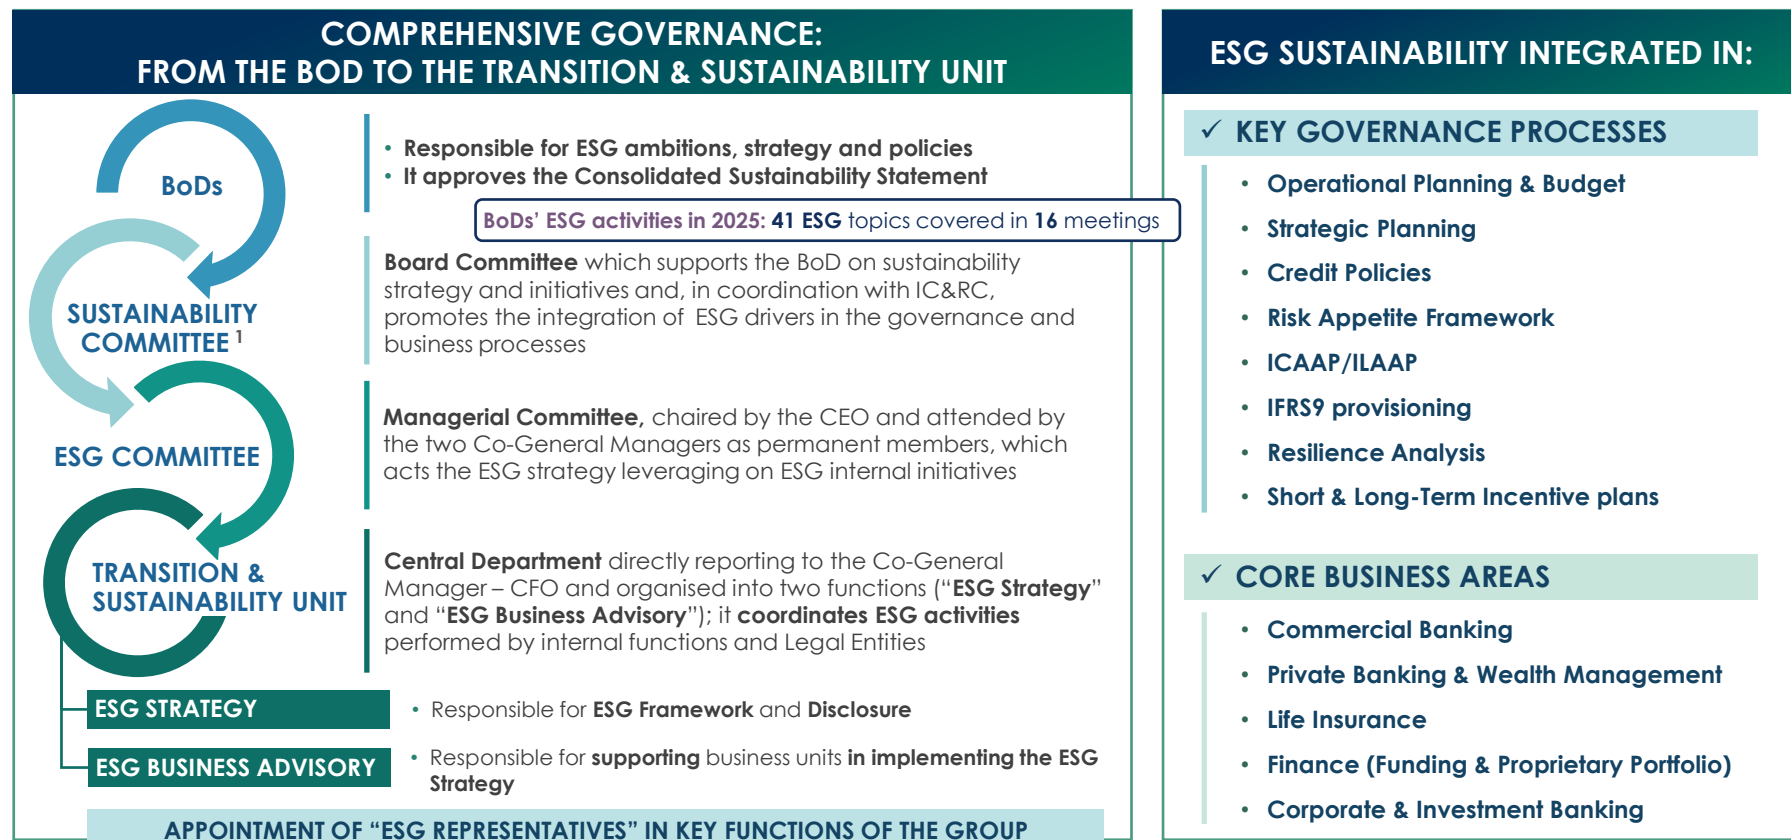 COMPREHENSIVE GOVERNANCE:
FROM THE BOD TO THE TRANSITION & SUSTAINABILITY UNIT
BoDs
• Responsible for ESG ambitions, strategy and policies
• It approves the Consolidated Sustainability Statement
BoDs’ ESG activities in 2025: 41 ESG topics covered in 16 meetings
SUSTAINABILITY
COMMITTEE 1
Board Committee which supports the BoD on sustainability
strategy and initiatives and, in coordination with IC&RC,
promotes the integration of ESG drivers in the governance and
business processes
ESG COMMITTEE
Managerial Committee, chaired by the CEO and attended by
the two Co-General Managers as permanent members, which
acts the ESG strategy leveraging on ESG internal initiatives
TRANSITION &
SUSTAINABILITY UNIT
Central Department directly reporting to the Co-General
Manager – CFO and organised into two functions (“ESG Strategy”
and “ESG Business Advisory”); it coordinates ESG activities
performed by internal functions and Legal Entities
ESG STRATEGY
• Responsible for ESG Framework and Disclosure
ESG BUSINESS ADVISORY
• Responsible for supporting business units in implementing the ESG
Strategy
APPOINTMENT OF “ESG REPRESENTATIVES” IN KEY FUNCTIONS OF THE GROUP
ESG SUSTAINABILITY INTEGRATED IN:
✓ KEY GOVERNANCE PROCESSES
• Operational Planning & Budget
• Strategic Planning
• Credit Policies
• Risk Appetite Framework
• ICAAP/ILAAP
• IFRS9 provisioning
• Resilience Analysis
• Short & Long-Term Incentive plans
✓ CORE BUSINESS AREAS
• Commercial Banking
• Private Banking & Wealth Management
• Life Insurance
• Finance (Funding & Proprietary Portfolio)
• Corporate & Investment Banking